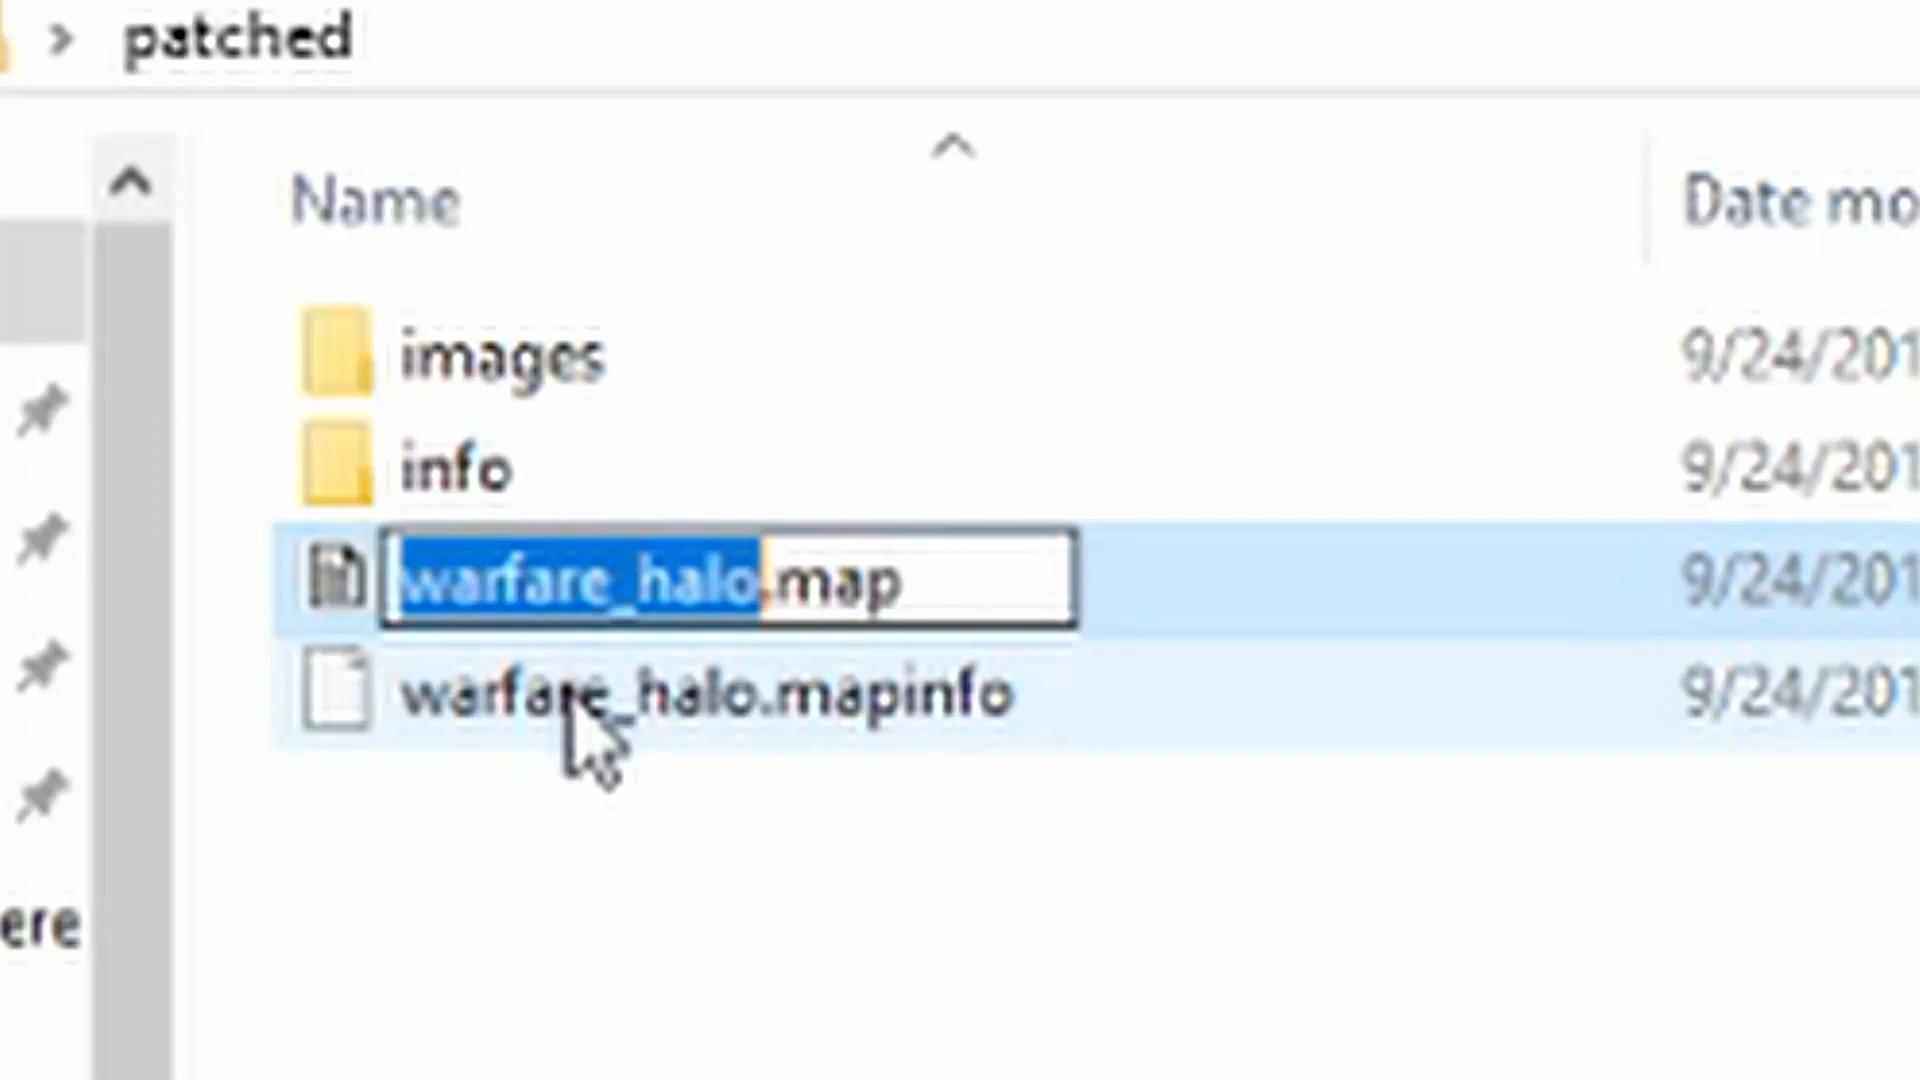 > patched
Name Date mo
images 9/24/201
info 9/24/201
warfare_halo.map 9/24/201
warfare_halo.mapinfo 9/24/201
ere